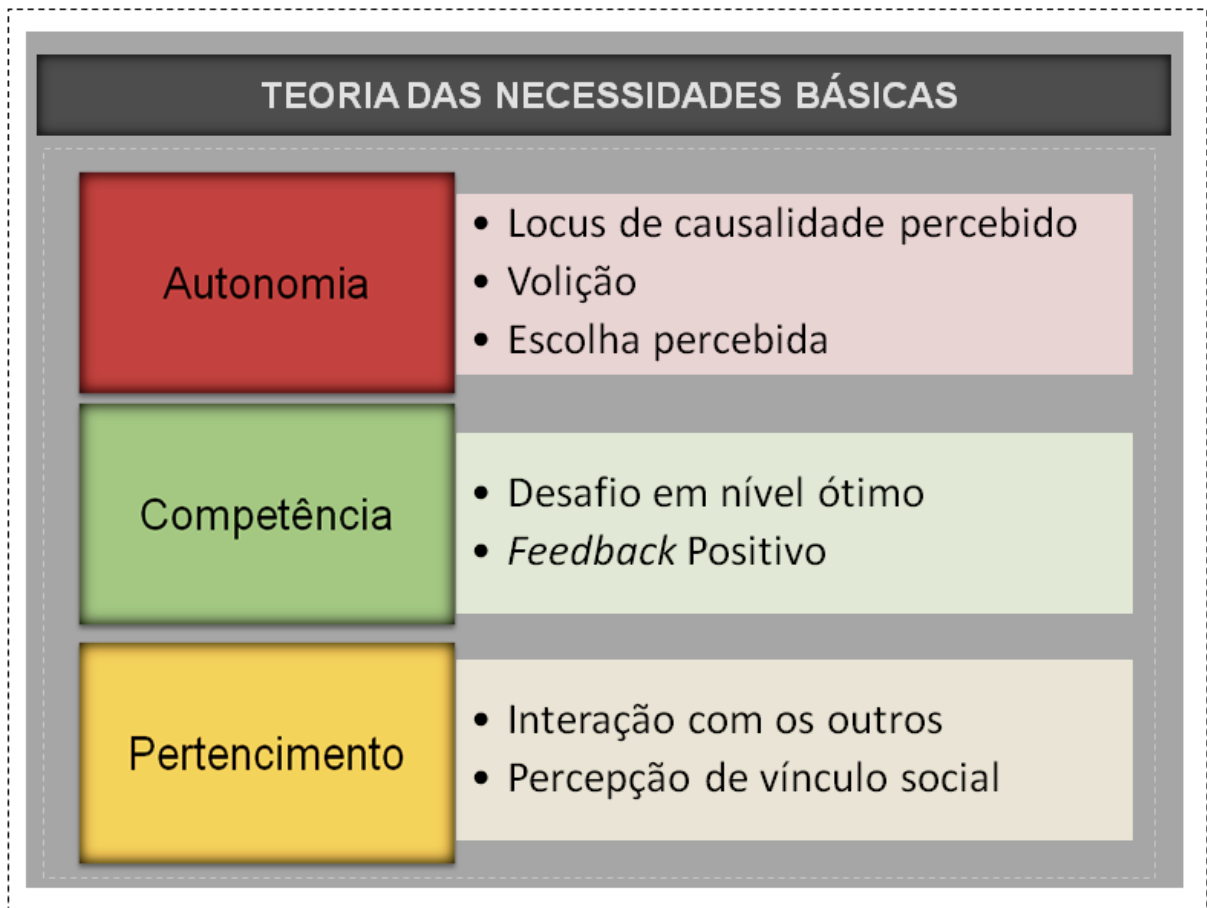 TEORIA DAS NECESSIDADES BÁSICAS
Autonomia
• Locus de causalidade percebido
• Volição
• Escolha percebida
Competência
• Desafio em nível ótimo
• Feedback Positivo
Pertencimento
• Interação com os outros
• Percepção de vínculo social